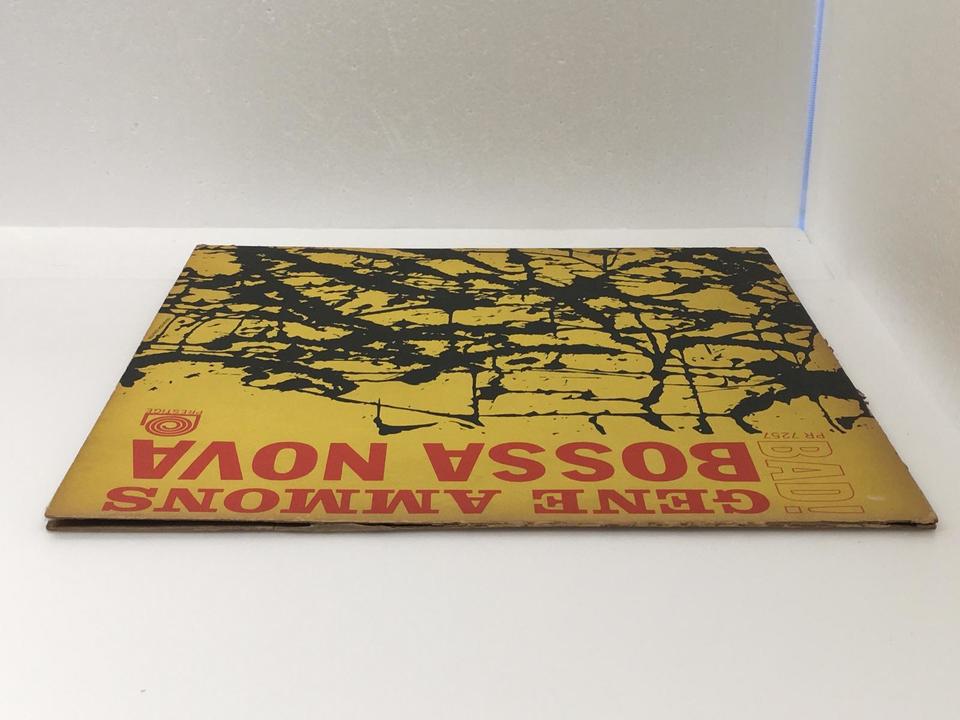 GENE AMMONS
BAD!
BOSSA NOVA
PR 7257
PRESTIGE